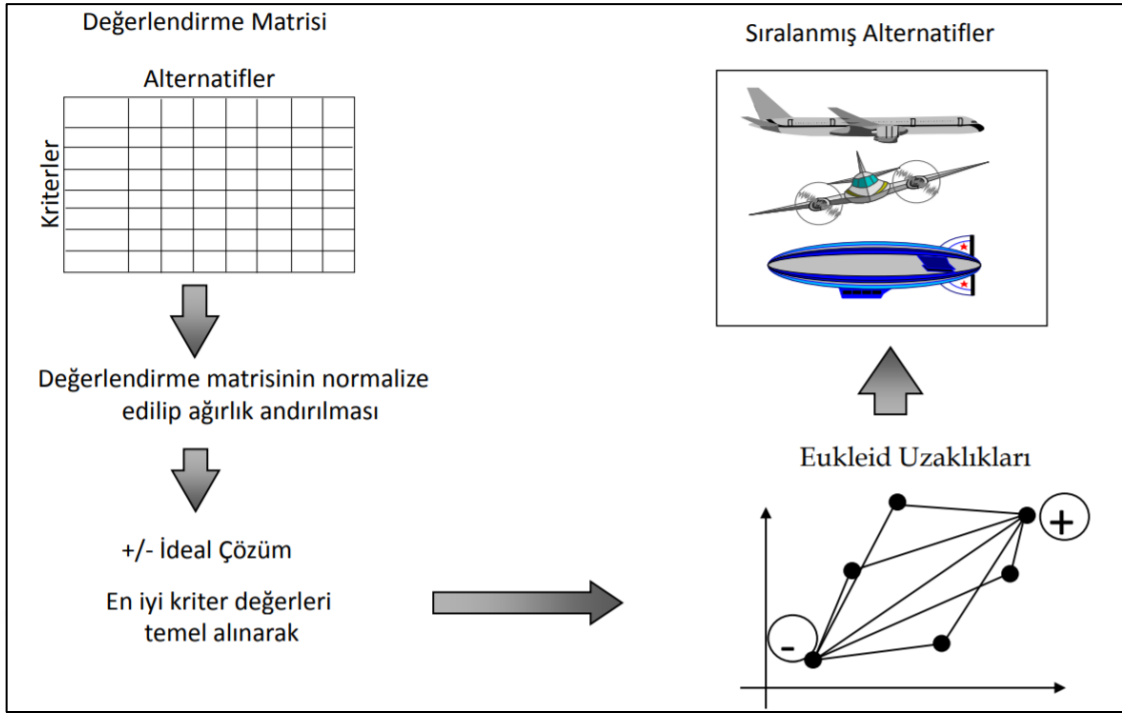 Değerlendirme Matrisi
Alternatifler
Kriterler
Değerlendirme matrisinin normalize
edilip ağırlık andırılması
+/- İdeal Çözüm
En iyi kriter değerleri
temel alınarak
Sıralanmış Alternatifler
Eukleid Uzaklıkları
+
-